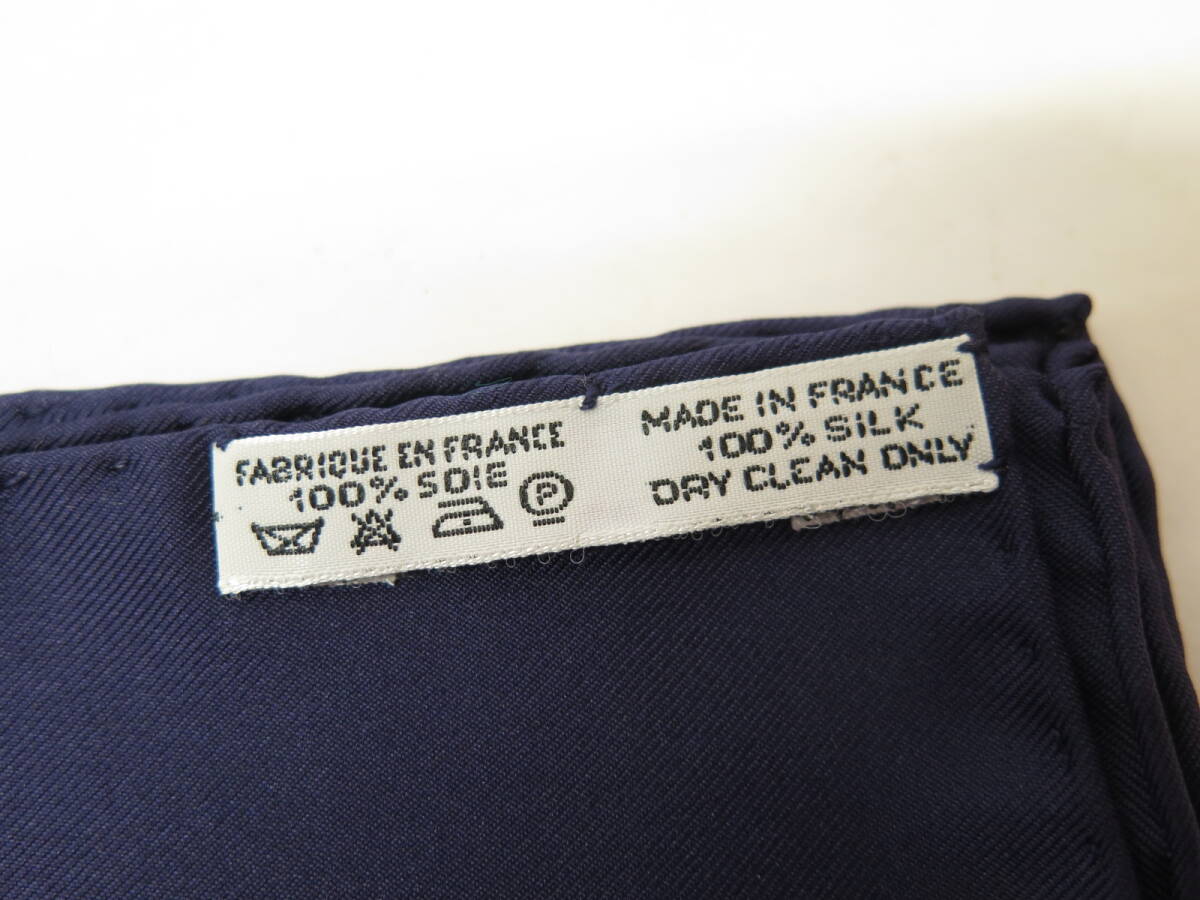 FABRIQUE EN FRANCE
100% SOIE
P
MADE IN FRANCE
100% SILK
DRY CLEAN ONLY